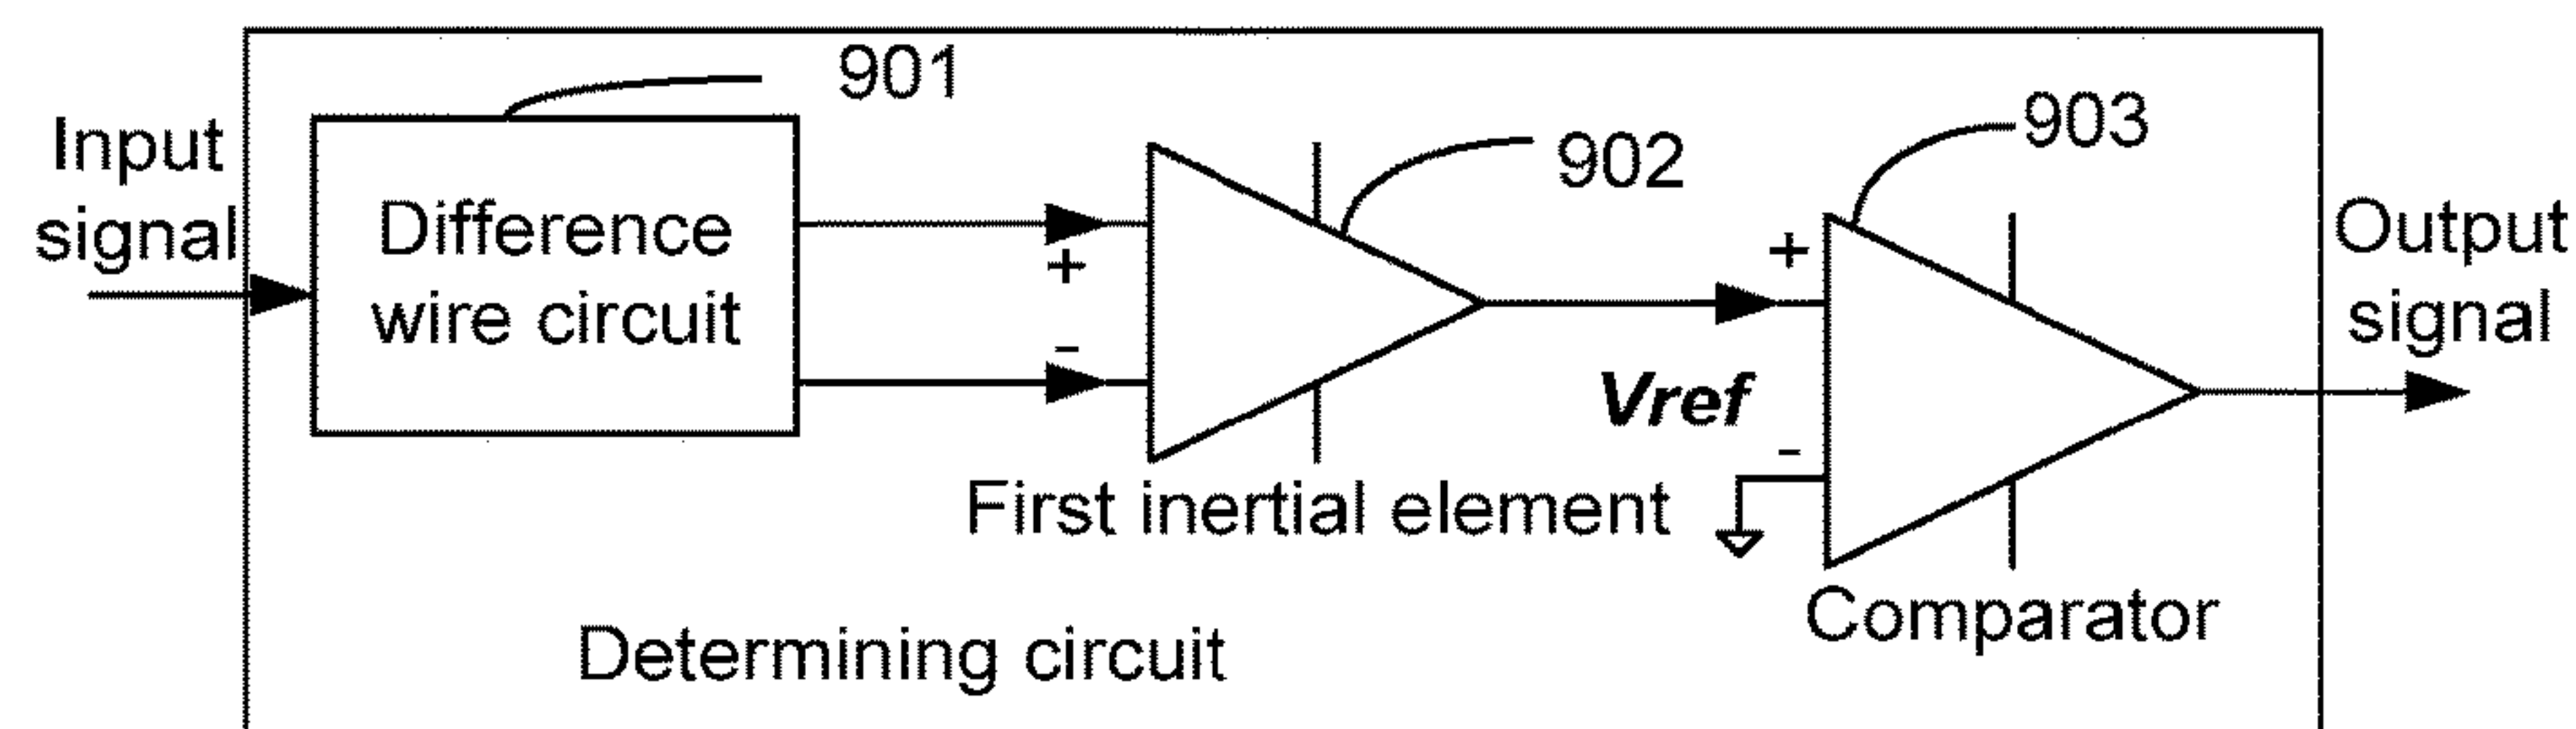 Input
signal
901
Difference
wire circuit
+
-
902
First inertial element
Vref
903
+
-
Comparator
Output
signal
Determining circuit